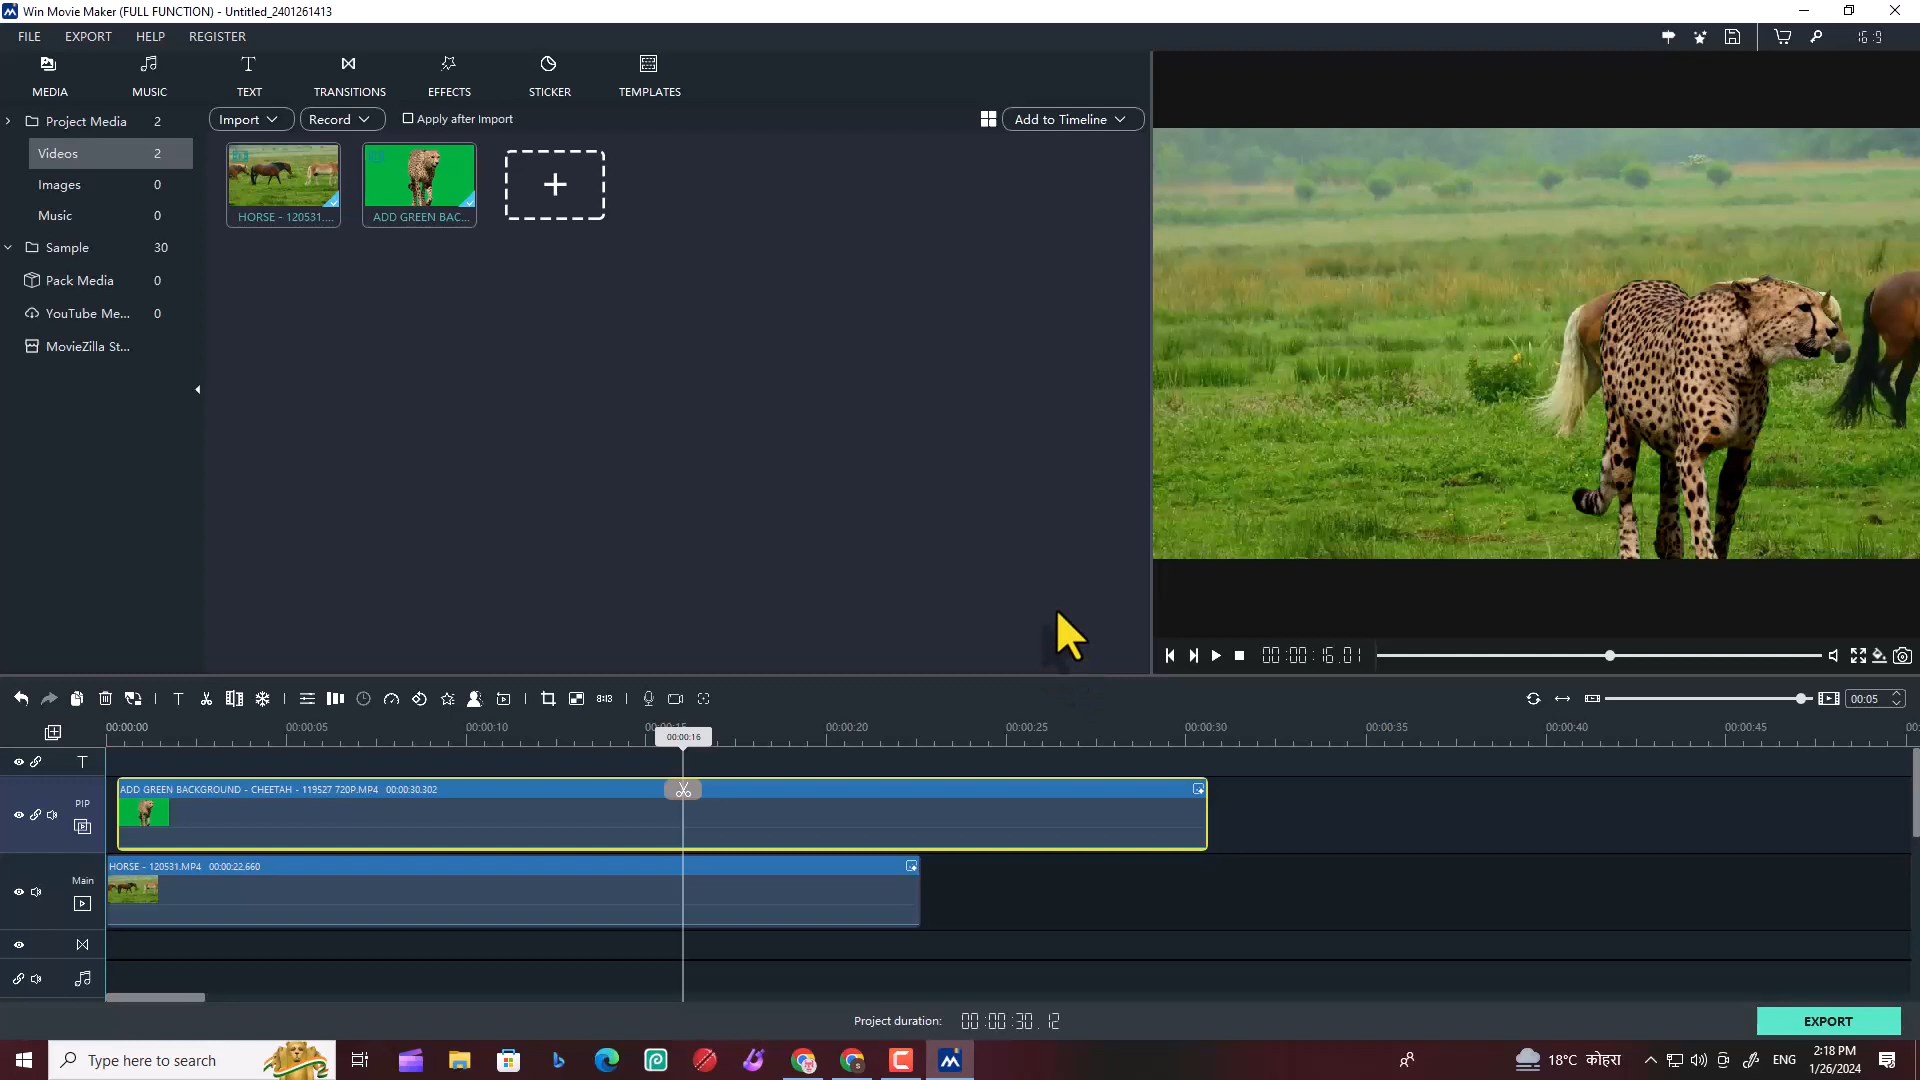 Win Movie Maker (FULL FUNCTION) - Untitled_2401261413
FILE EXPORT HELP REGISTER
16:9
MEDIA MUSIC TEXT TRANSITIONS EFFECTS STICKER TEMPLATES
Project Media 2
Videos 2
Images 0
Music 0
Sample 30
Pack Media 0
YouTube Me... 0
MovieZilla St...
Import Record Apply after Import Add to Timeline
HORSE - 120531.... ADD GREEN BAC...
00:00:16.01
00:05
00:00:00 00:00:05 00:00:10 00:00:15 00:00:20 00:00:25 00:00:30 00:00:35 00:00:40 00:00:45
00:00:16
PIP
ADD GREEN BACKGROUND - CHEETAH - 119527 720P.MP4 00:00:30.302
Main
HORSE - 120531.MP4 00:00:22.660
Project duration: 00:00:30.12
EXPORT
Type here to search
18°C कोहरा
ENG
2:18 PM
1/26/2024